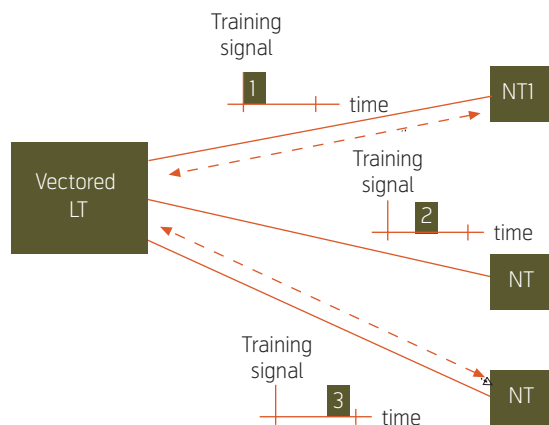 Training
signal
1
time
NT1
Vectored
LT
Training
signal
2
time
NT
Training
signal
3
time
NT